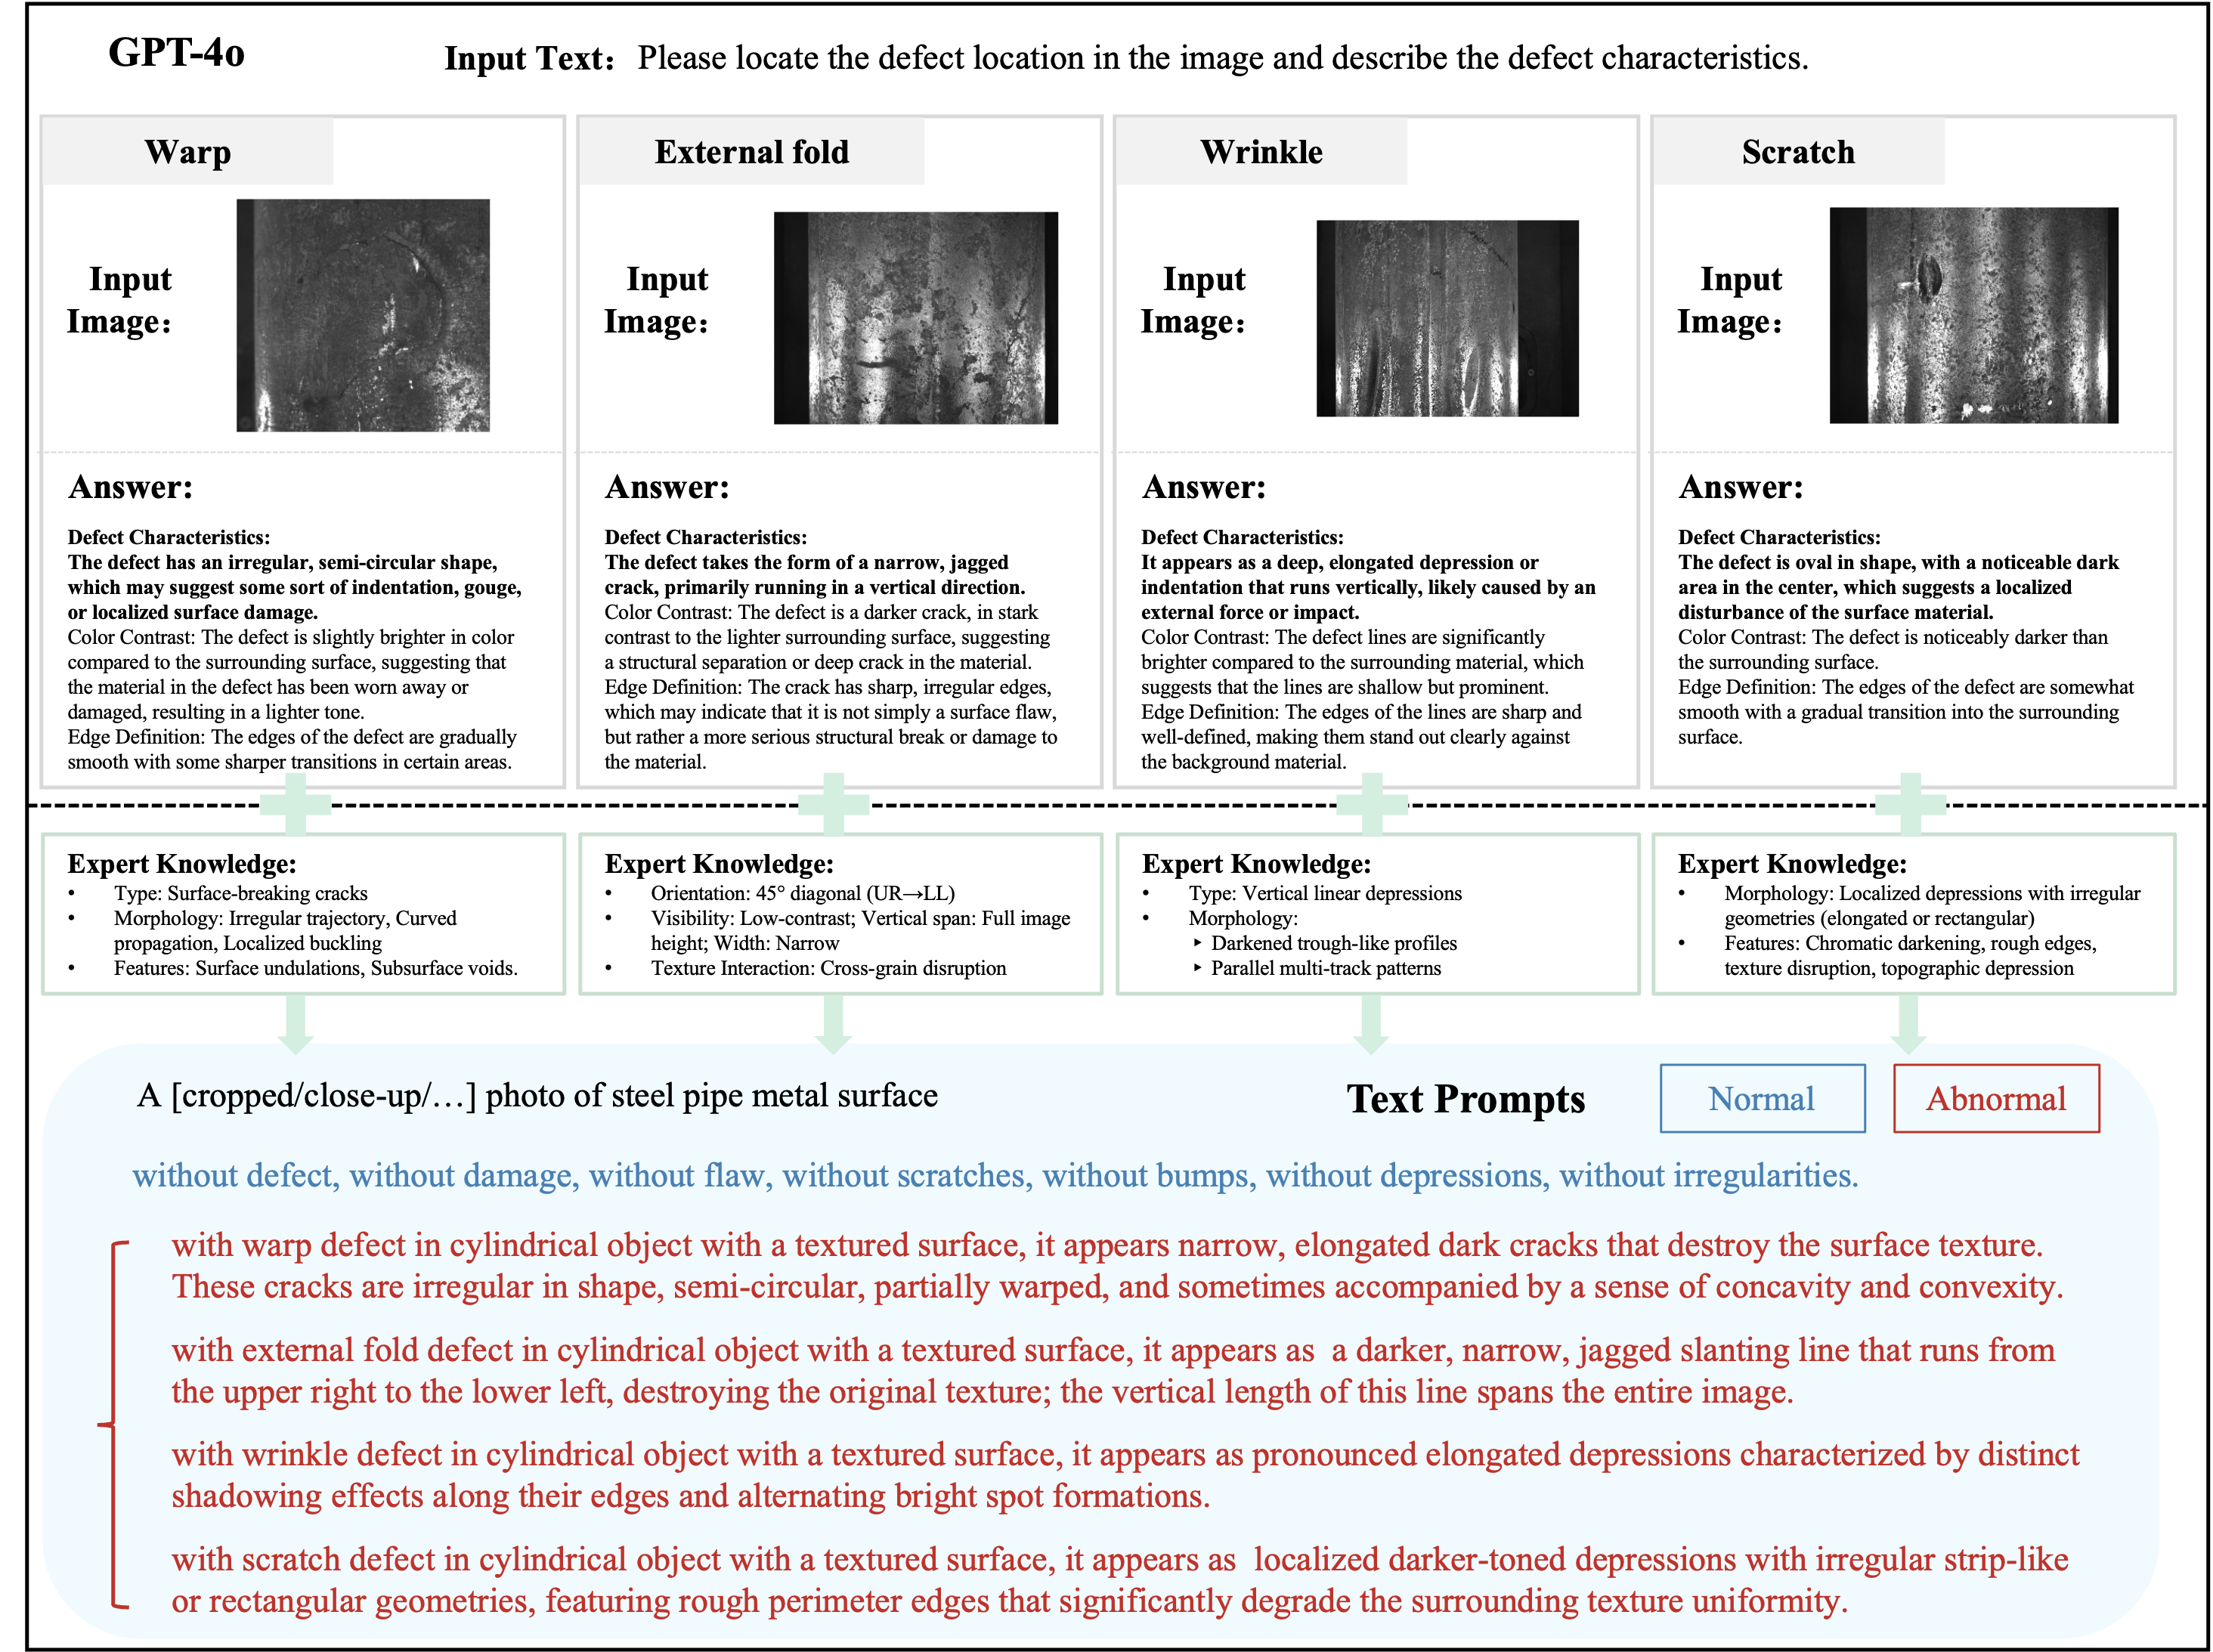 GPT-4o
Input Text： Please locate the defect location in the image and describe the defect characteristics.
Warp
Input
Image：
Answer:
Defect Characteristics:
The defect has an irregular, semi-circular shape,
which may suggest some sort of indentation, gouge,
or localized surface damage.
Color Contrast: The defect is slightly brighter in color
compared to the surrounding surface, suggesting that
the material in the defect has been worn away or
damaged, resulting in a lighter tone.
Edge Definition: The edges of the defect are gradually
smooth with some sharper transitions in certain areas.
External fold
Input
Image：
Answer:
Defect Characteristics:
The defect takes the form of a narrow, jagged
crack, primarily running in a vertical direction.
Color Contrast: The defect is a darker crack, in stark
contrast to the lighter surrounding surface, suggesting
a structural separation or deep crack in the material.
Edge Definition: The crack has sharp, irregular edges,
which may indicate that it is not simply a surface flaw,
but rather a more serious structural break or damage to
the material.
Wrinkle
Input
Image：
Answer:
Defect Characteristics:
It appears as a deep, elongated depression or
indentation that runs vertically, likely caused by an
external force or impact.
Color Contrast: The defect lines are significantly
brighter compared to the surrounding material, which
suggests that the lines are shallow but prominent.
Edge Definition: The edges of the lines are sharp and
well-defined, making them stand out clearly against
the background material.
Scratch
Input
Image：
Answer:
Defect Characteristics:
The defect is oval in shape, with a noticeable dark
area in the center, which suggests a localized
disturbance of the surface material.
Color Contrast: The defect is noticeably darker than
the surrounding surface.
Edge Definition: The edges of the defect are somewhat
smooth with a gradual transition into the surrounding
surface.
Expert Knowledge:
• Type: Surface-breaking cracks
• Morphology: Irregular trajectory, Curved
propagation, Localized buckling
• Features: Surface undulations, Subsurface voids.
Expert Knowledge:
• Orientation: 45° diagonal (UR→LL)
• Visibility: Low-contrast; Vertical span: Full image
height; Width: Narrow
• Texture Interaction: Cross-grain disruption
Expert Knowledge:
• Type: Vertical linear depressions
• Morphology:
‣ Darkened trough-like profiles
‣ Parallel multi-track patterns
Expert Knowledge:
• Morphology: Localized depressions with irregular
geometries (elongated or rectangular)
• Features: Chromatic darkening, rough edges,
texture disruption, topographic depression
A [cropped/close-up/…] photo of steel pipe metal surface
Text Prompts
Normal
Abnormal
without defect, without damage, without flaw, without scratches, without bumps, without depressions, without irregularities.
with warp defect in cylindrical object with a textured surface, it appears narrow, elongated dark cracks that destroy the surface texture.
These cracks are irregular in shape, semi-circular, partially warped, and sometimes accompanied by a sense of concavity and convexity.
with external fold defect in cylindrical object with a textured surface, it appears as a darker, narrow, jagged slanting line that runs from
the upper right to the lower left, destroying the original texture; the vertical length of this line spans the entire image.
with wrinkle defect in cylindrical object with a textured surface, it appears as pronounced elongated depressions characterized by distinct
shadowing effects along their edges and alternating bright spot formations.
with scratch defect in cylindrical object with a textured surface, it appears as localized darker-toned depressions with irregular strip-like
or rectangular geometries, featuring rough perimeter edges that significantly degrade the surrounding texture uniformity.